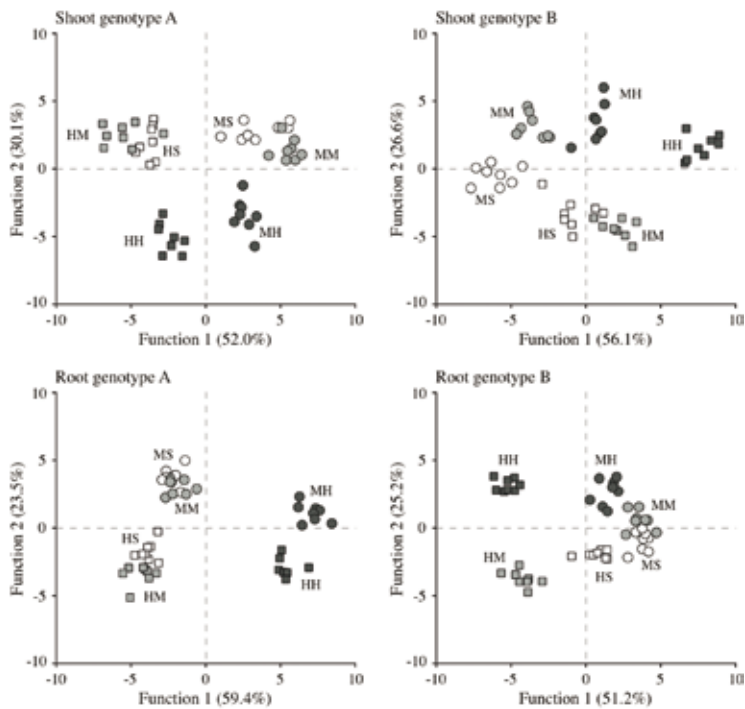 Shoot genotype A
10
5
0
-5
-10
Function 2 (30.1%)
HM
HS
MS
MM
HH
MH
-10 -5 0 5 10
Function 1 (52.0%)
Shoot genotype B
10
5
0
-5
-10
Function 2 (26.6%)
MM
MH
HH
MS
HS
HM
-10 -5 0 5 10
Function 1 (56.1%)
Root genotype A
10
5
0
-5
-10
Function 2 (23.5%)
MS
MM
MH
HS
HM
HH
-10 -5 0 5 10
Function 1 (59.4%)
Root genotype B
10
5
0
-5
-10
Function 2 (25.2%)
HH
MH
MM
HM
HS
MS
-10 -5 0 5 10
Function 1 (51.2%)